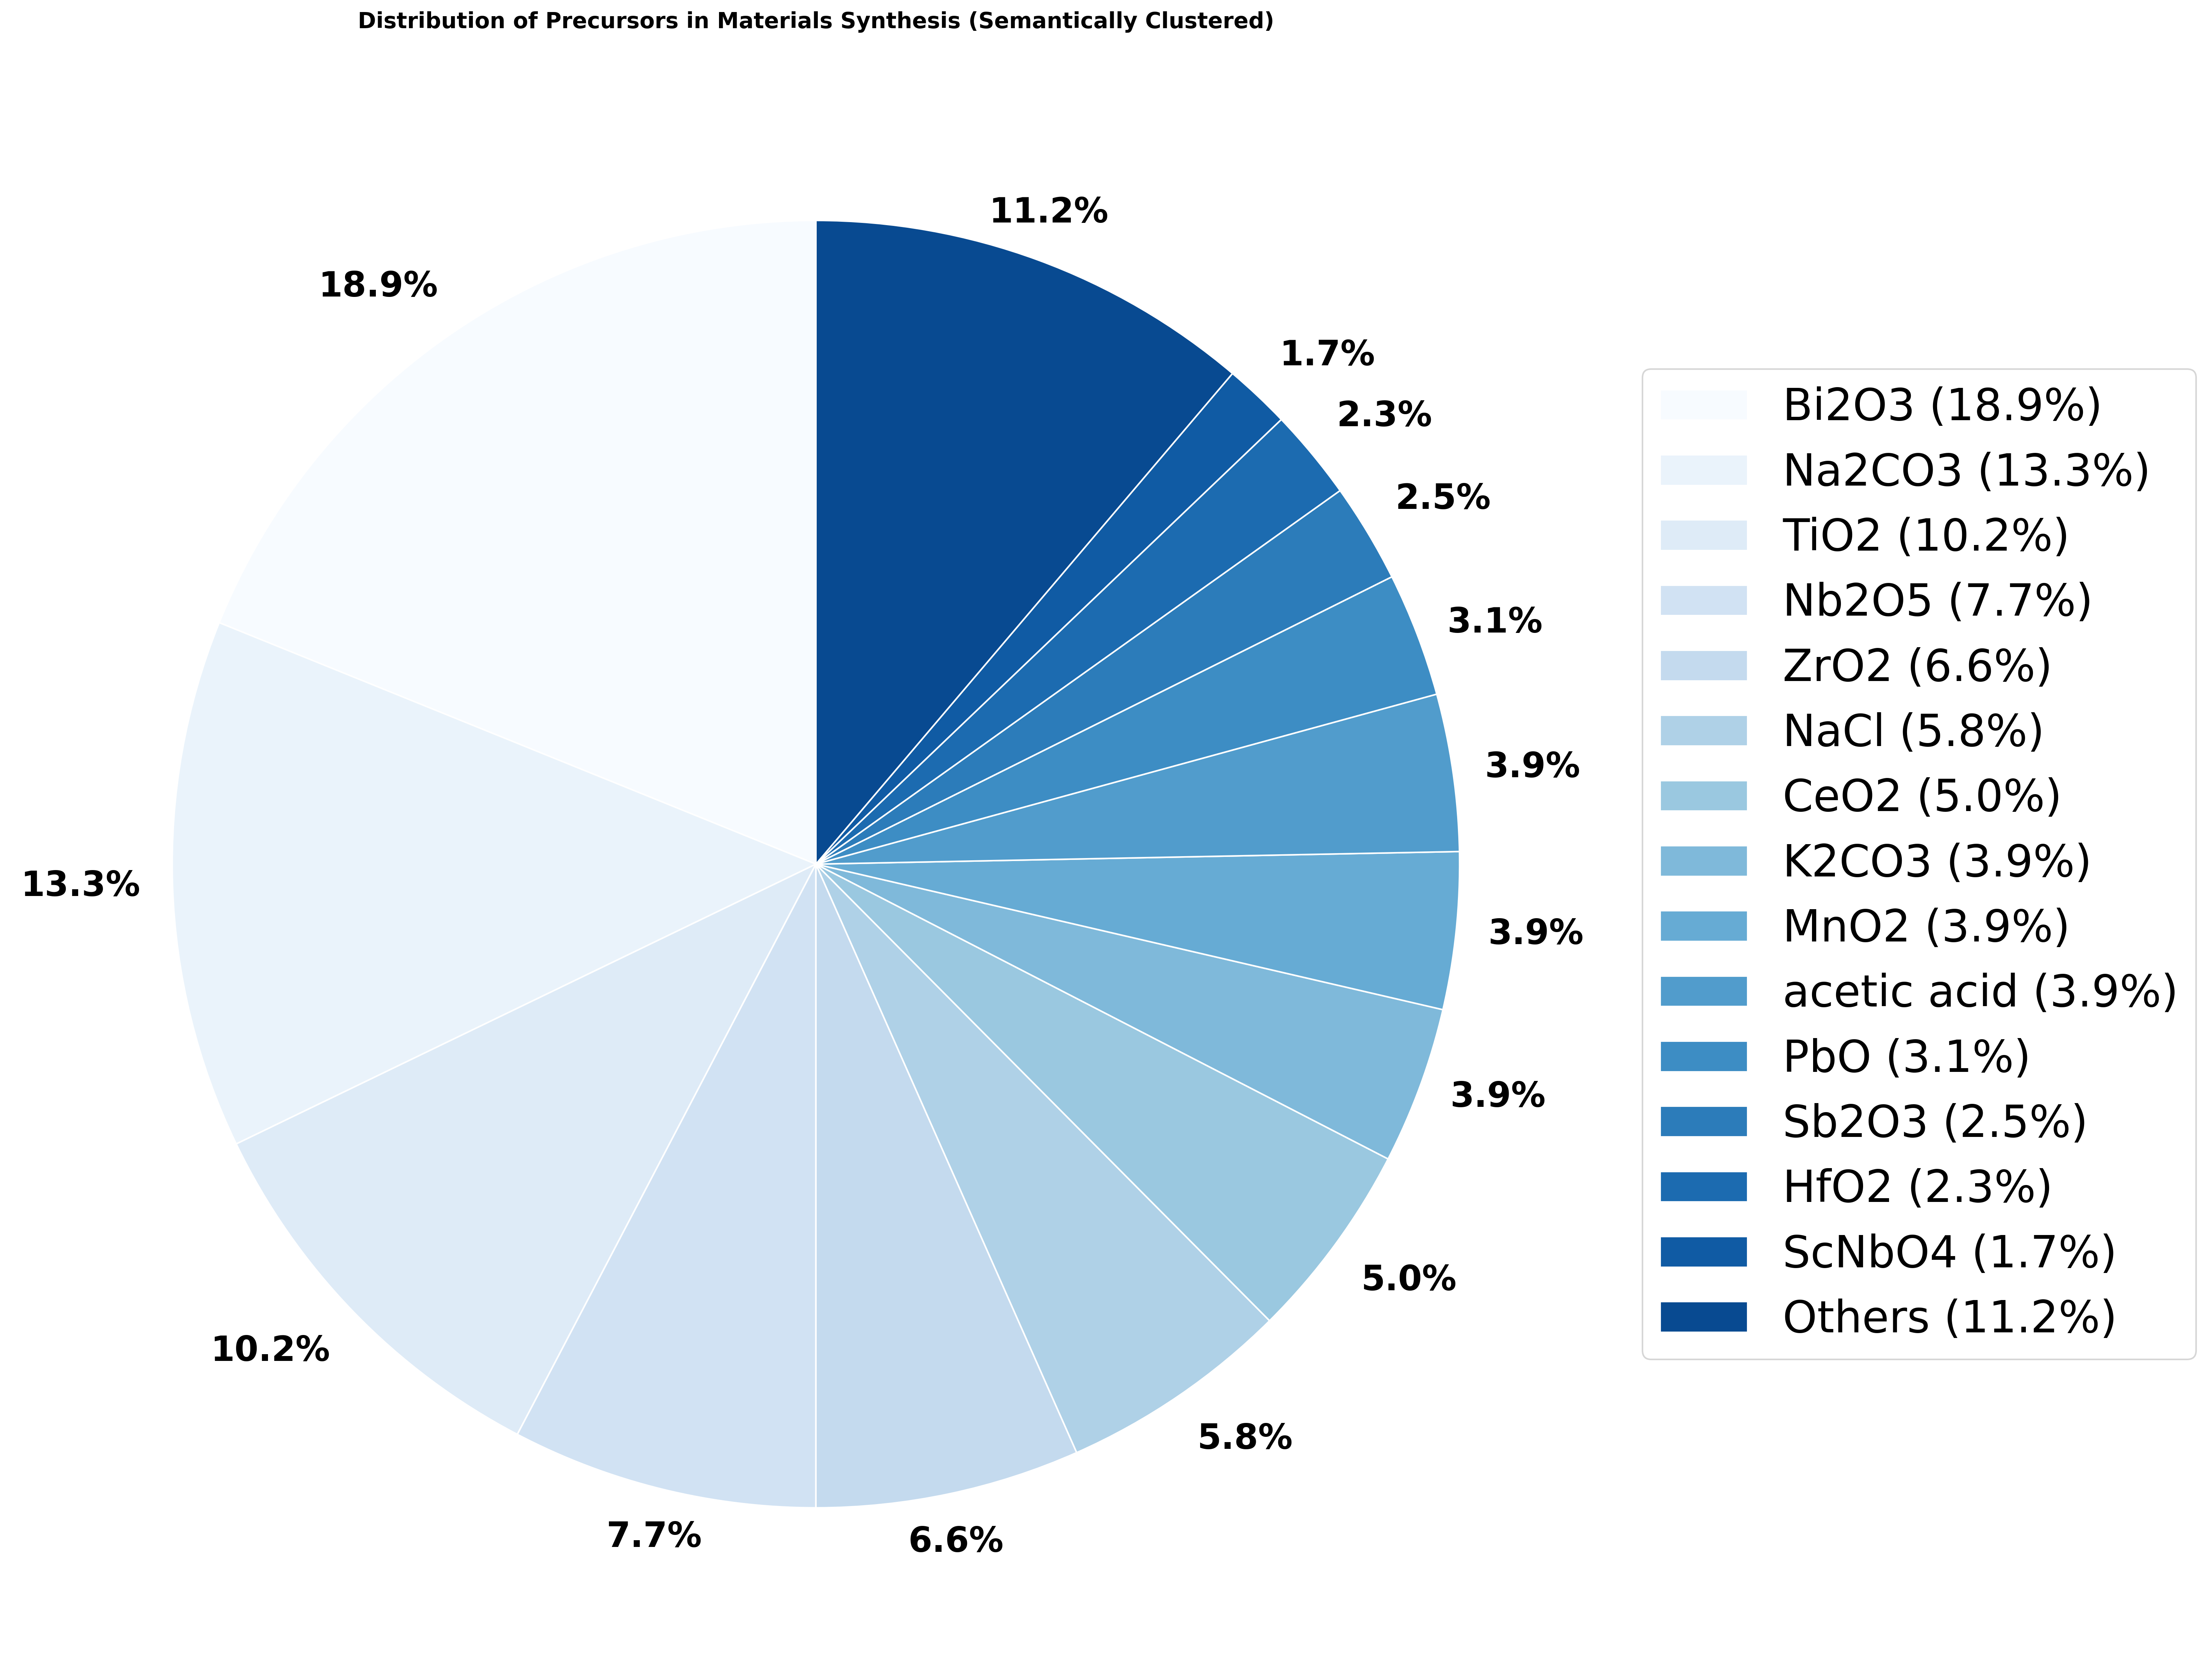 Distribution of Precursors in Materials Synthesis (Semantically Clustered)
11.2%
18.9%
1.7%
2.3%
2.5%
3.1%
3.9%
13.3%
3.9%
3.9%
5.0%
10.2%
5.8%
7.7%
6.6%
Bi2O3 (18.9%)
Na2CO3 (13.3%)
TiO2 (10.2%)
Nb2O5 (7.7%)
ZrO2 (6.6%)
NaCl (5.8%)
CeO2 (5.0%)
K2CO3 (3.9%)
MnO2 (3.9%)
acetic acid (3.9%)
PbO (3.1%)
Sb2O3 (2.5%)
HfO2 (2.3%)
ScNbO4 (1.7%)
Others (11.2%)